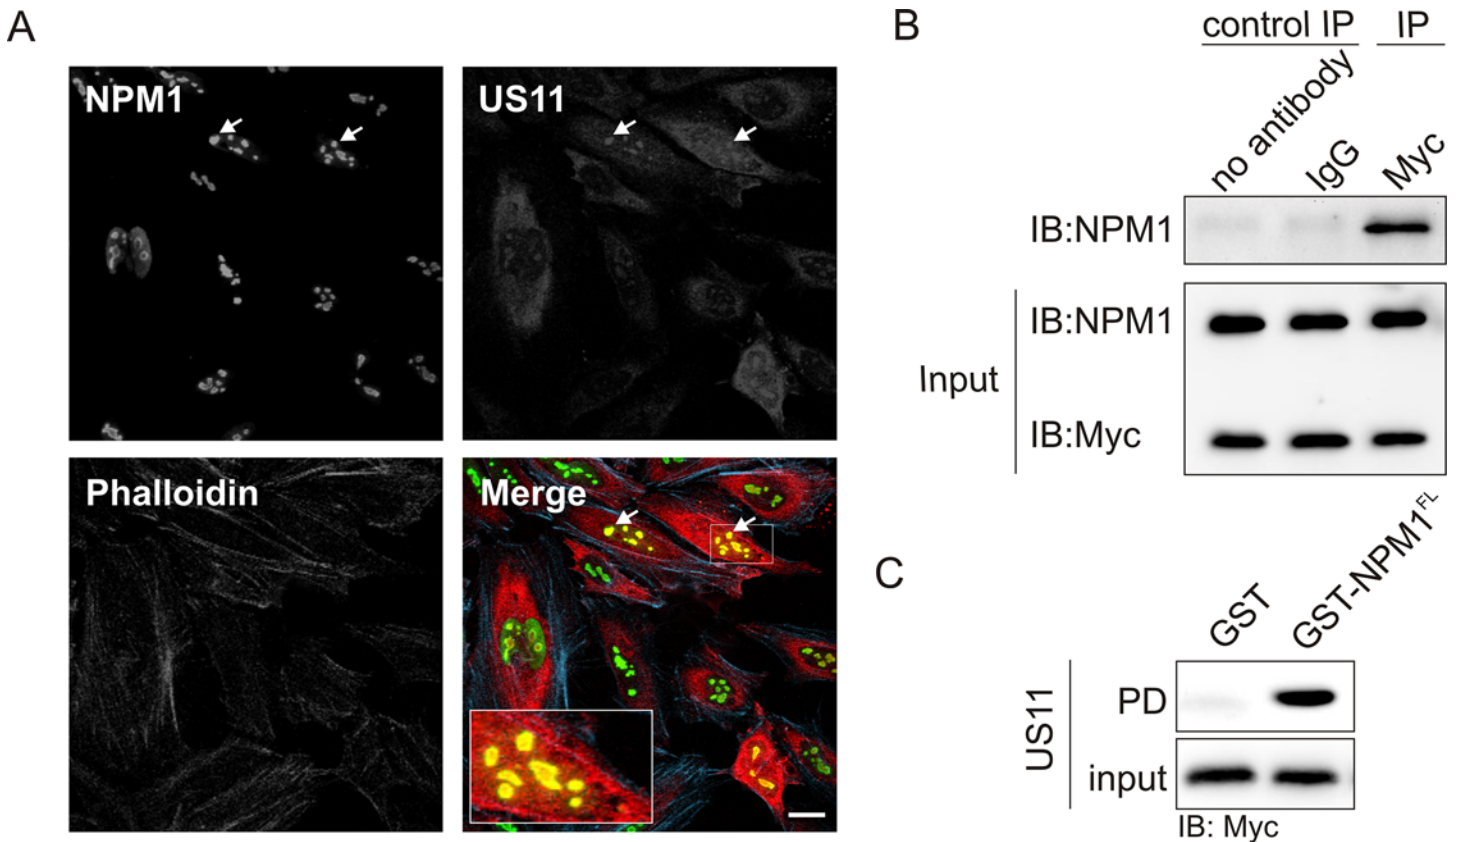 A
NPM1
US11
Phalloidin
Merge
B
control IP
IP
no antibody
IgG
Myc
IB:NPM1
Input
IB:NPM1
IB:Myc
C
GST
GST-NPM1FL
US11
PD
input
IB: Myc